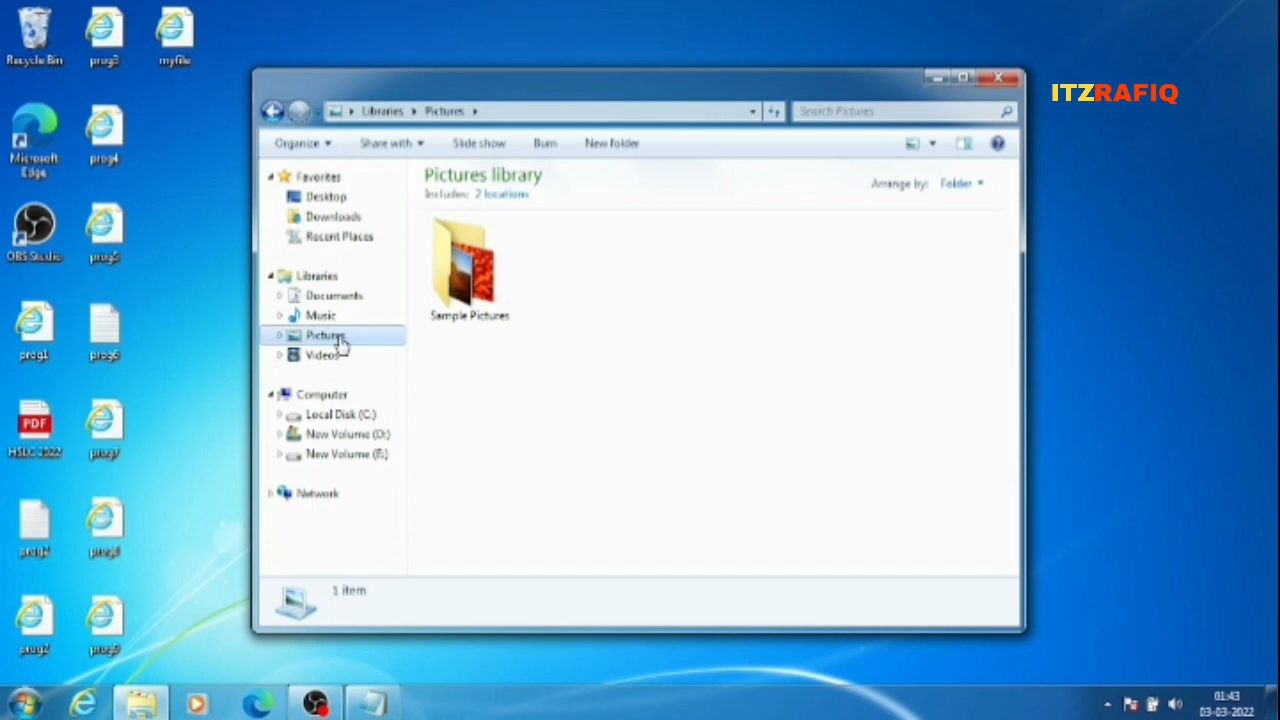 Recycle Bin
prog3
myfile
Microsoft
Edge
prog4
OBS Studio
prog5
prog1
prog6
PDF
HSLC 2022
prog7
prog2
prog8
prog2
prog9
ITZRAFIQ
Libraries
Pictures
Search Pictures
Organize
Share with
Slide show
Burn
New folder
Favorites
Desktop
Downloads
Recent Places
Libraries
Documents
Music
Pictures
Videos
Computer
Local Disk (C:)
New Volume (D:)
New Volume (E:)
Network
Pictures library
Includes: 2 locations
Arrange by: Folder
Sample Pictures
1 item
01:43
03-03-2022